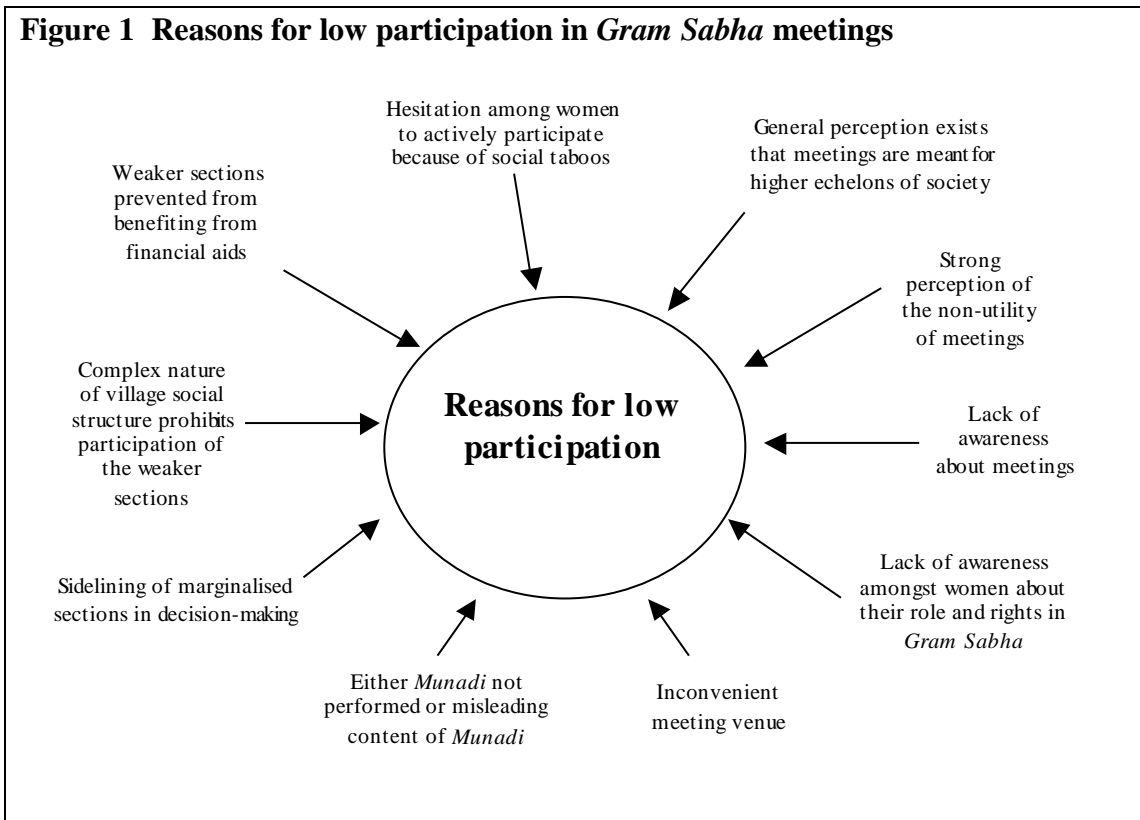 Figure 1 Reasons for low participation in Gram Sabha meetings
Hesitation among women
to actively participate
because of social taboos
General perception exists
that meetings are meant for
higher echelons of society
Weaker sections
prevented from
benefiting from
financial aids
Strong
perception of
the non-utility
of meetings
Complex nature
of village social
structure prohibits
participation of
the weaker
sections
Reasons for low
participation
Lack of
awareness
about meetings
Sidelining of marginalised
sections in decision-making
Lack of awareness
amongst women about
their role and rights in
Gram Sabha
Either Munadi not
performed or misleading
content of Munadi
Inconvenient
meeting venue